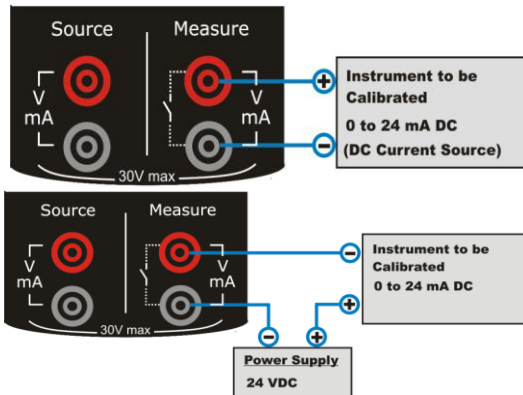 Source
Measure
V
mA
V
mA
30V max
+
Instrument to be
Calibrated
0 to 24 mA DC
(DC Current Source)
−
Source
Measure
V
mA
V
mA
30V max
−
Instrument to be
Calibrated
0 to 24 mA DC
+
−
+
Power Supply
24 VDC